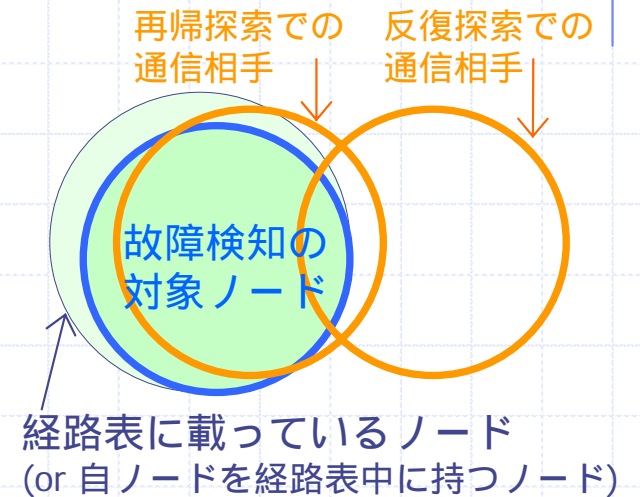 再帰探索での
通信相手
反復探索での
通信相手
故障検知の
対象ノード
経路表に載っているノード
(or 自ノードを経路表中に持つノード)